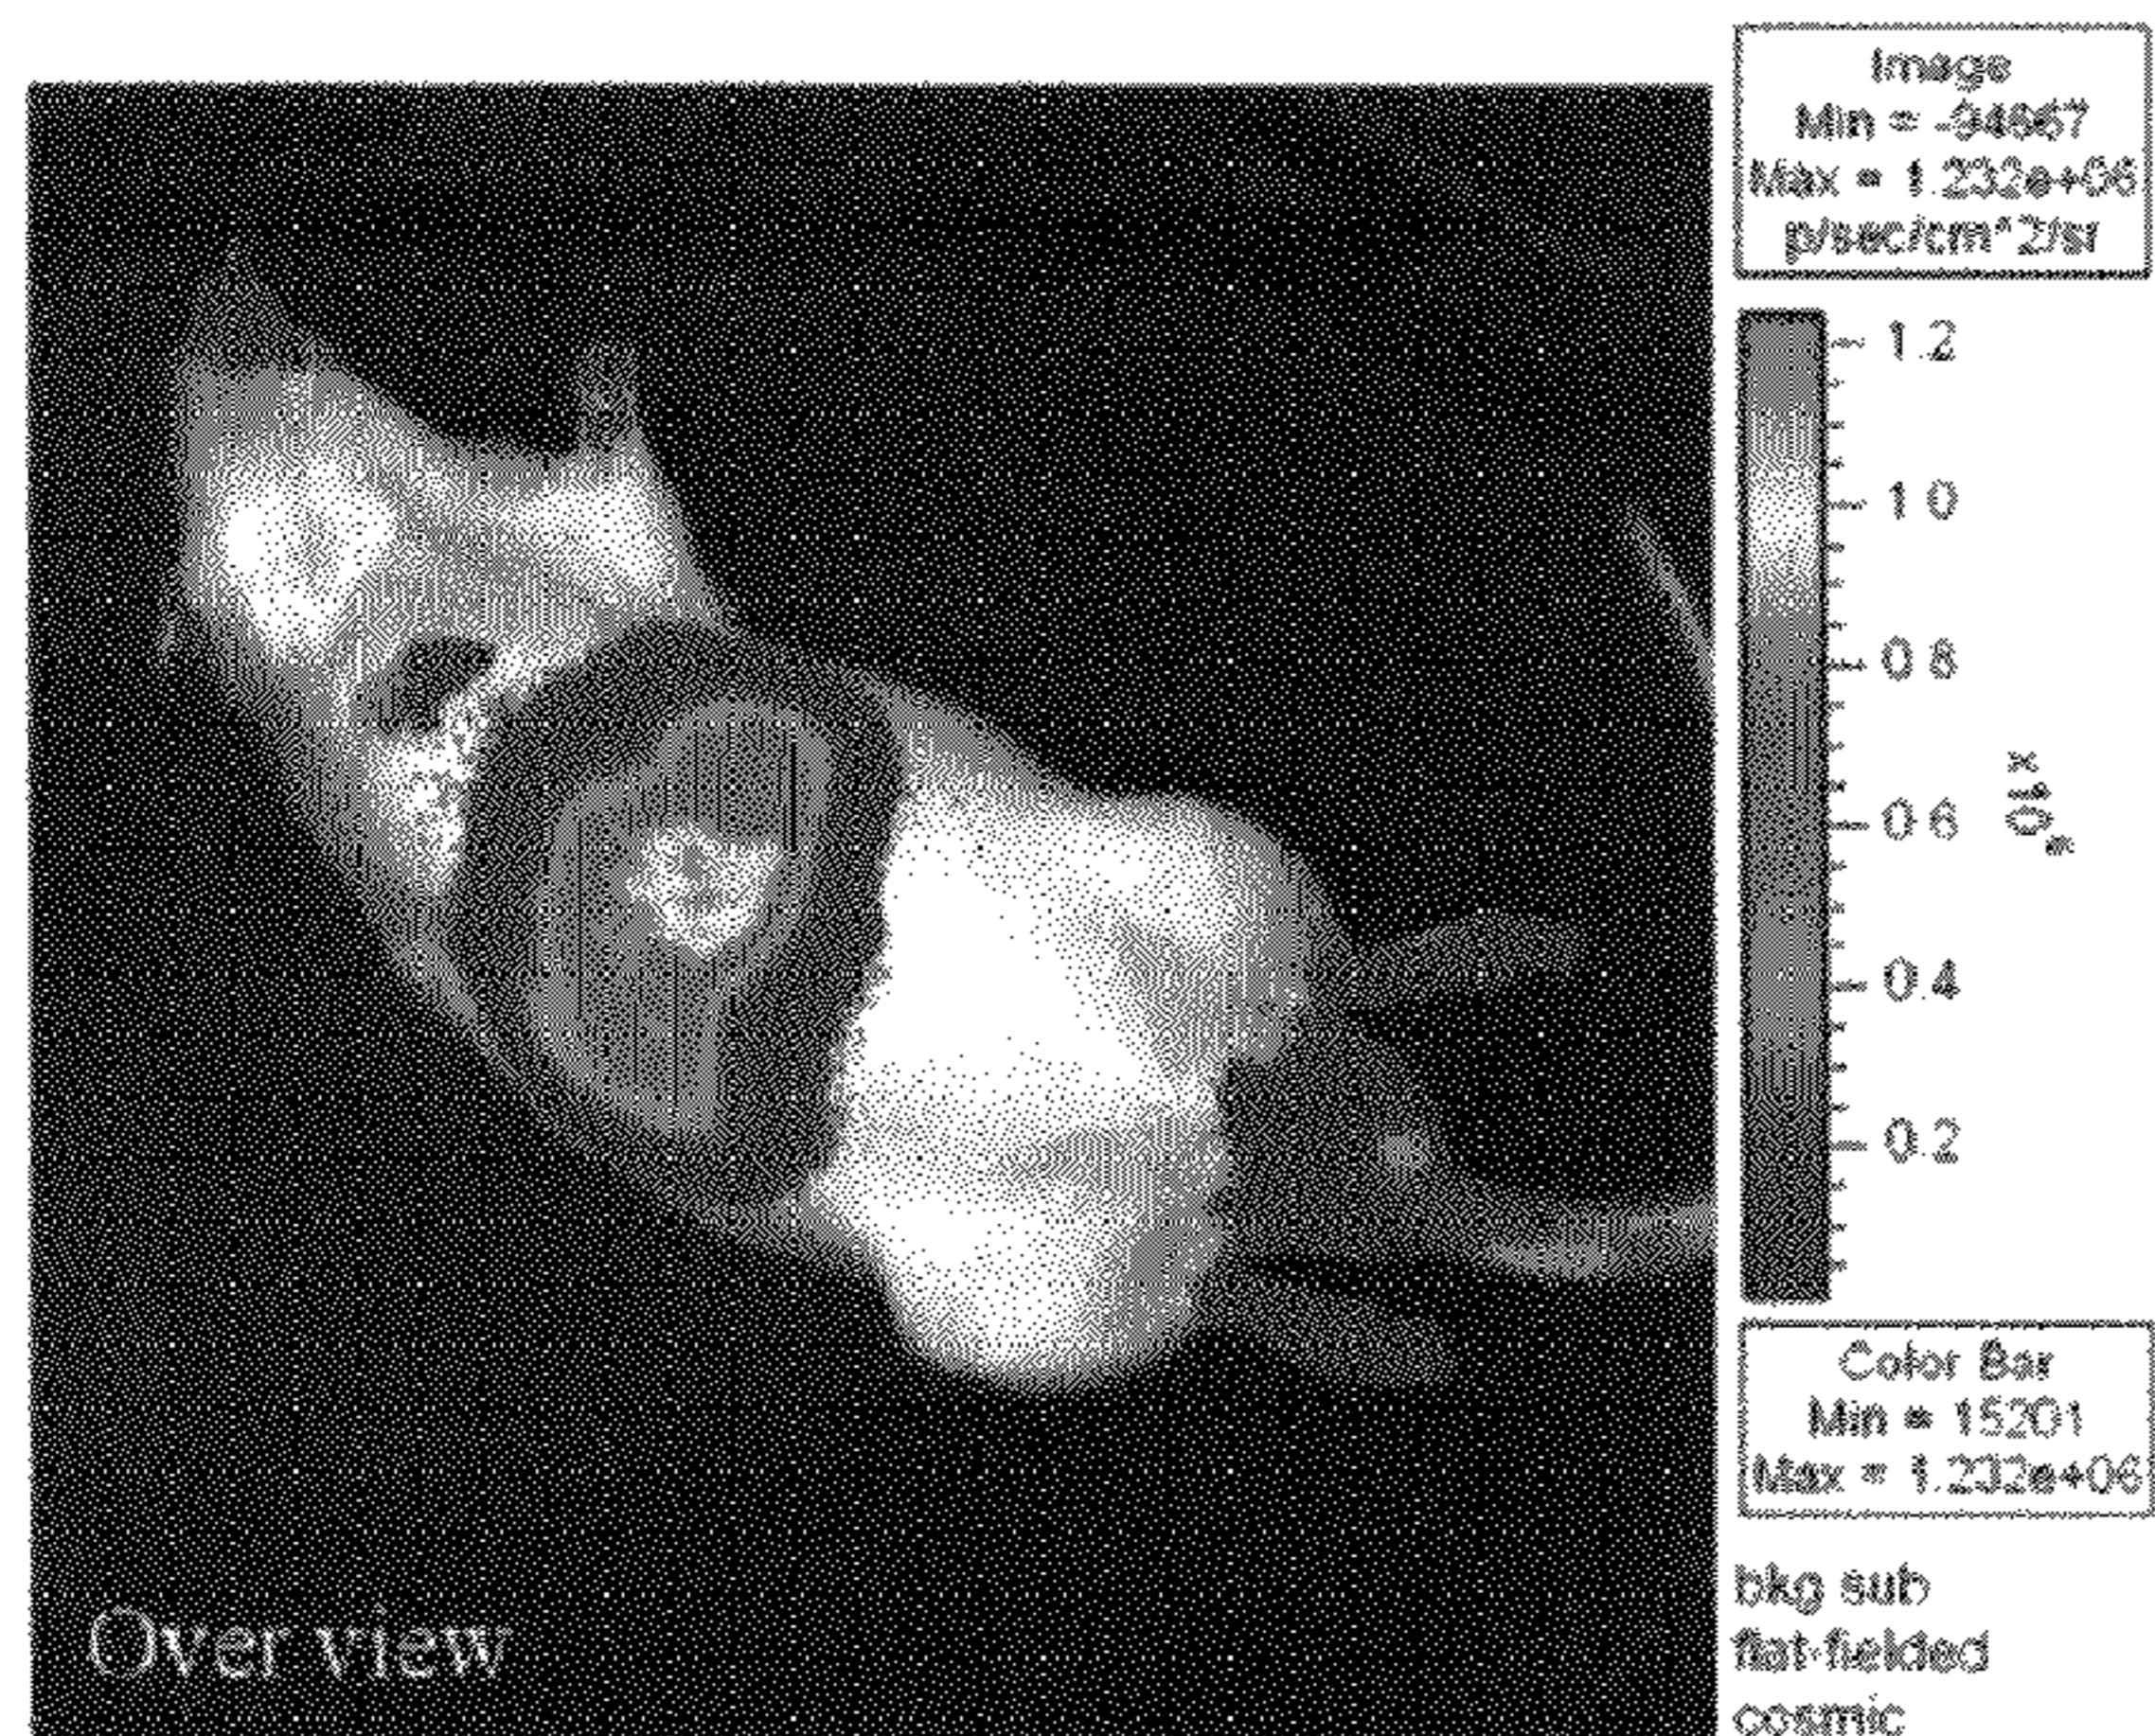 Image
Min = -94867
Max = 1.232e+06
p/sec/cm^2/sr
1.2
1.0
0.8
0.6
0.4
0.2
Color Bar
Min = 15201
Max = 1.232e+06
bkg sub
flat-fielded
cosmic
Over view